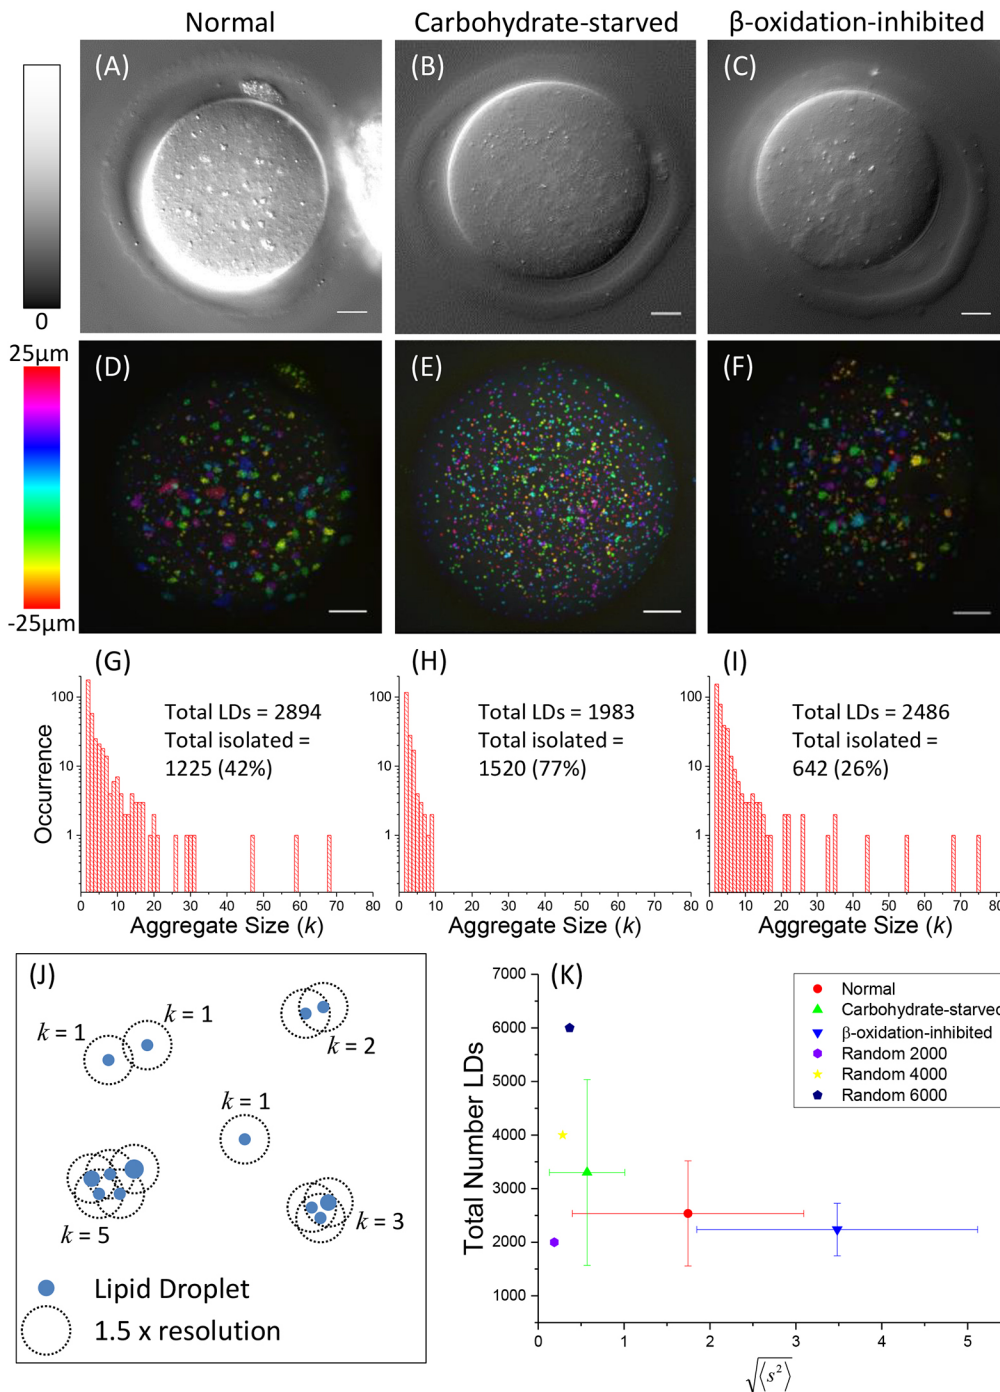 Normal
Carbohydrate-starved
β-oxidation-inhibited
(A)
(B)
(C)
0
25μm
-25μm
(D)
(E)
(F)
(G)
(H)
(I)
Occurrence
100
10
1
Total LDs = 2894
Total isolated =
1225 (42%)
0 10 20 30 40 50 60 70 80
Aggregate Size (k)
100
10
1
Total LDs = 1983
Total isolated =
1520 (77%)
0 10 20 30 40 50 60 70 80
Aggregate Size (k)
100
10
1
Total LDs = 2486
Total isolated =
642 (26%)
0 10 20 30 40 50 60 70 80
Aggregate Size (k)
(J)
k = 1
k = 1
k = 2
k = 1
k = 5
k = 3
Lipid Droplet
1.5 x resolution
(K)
Total Number LDs
7000
6000
5000
4000
3000
2000
1000
Normal
Carbohydrate-starved
β-oxidation-inhibited
Random 2000
Random 4000
Random 6000
0 1 2 3 4 5
√⟨s²⟩